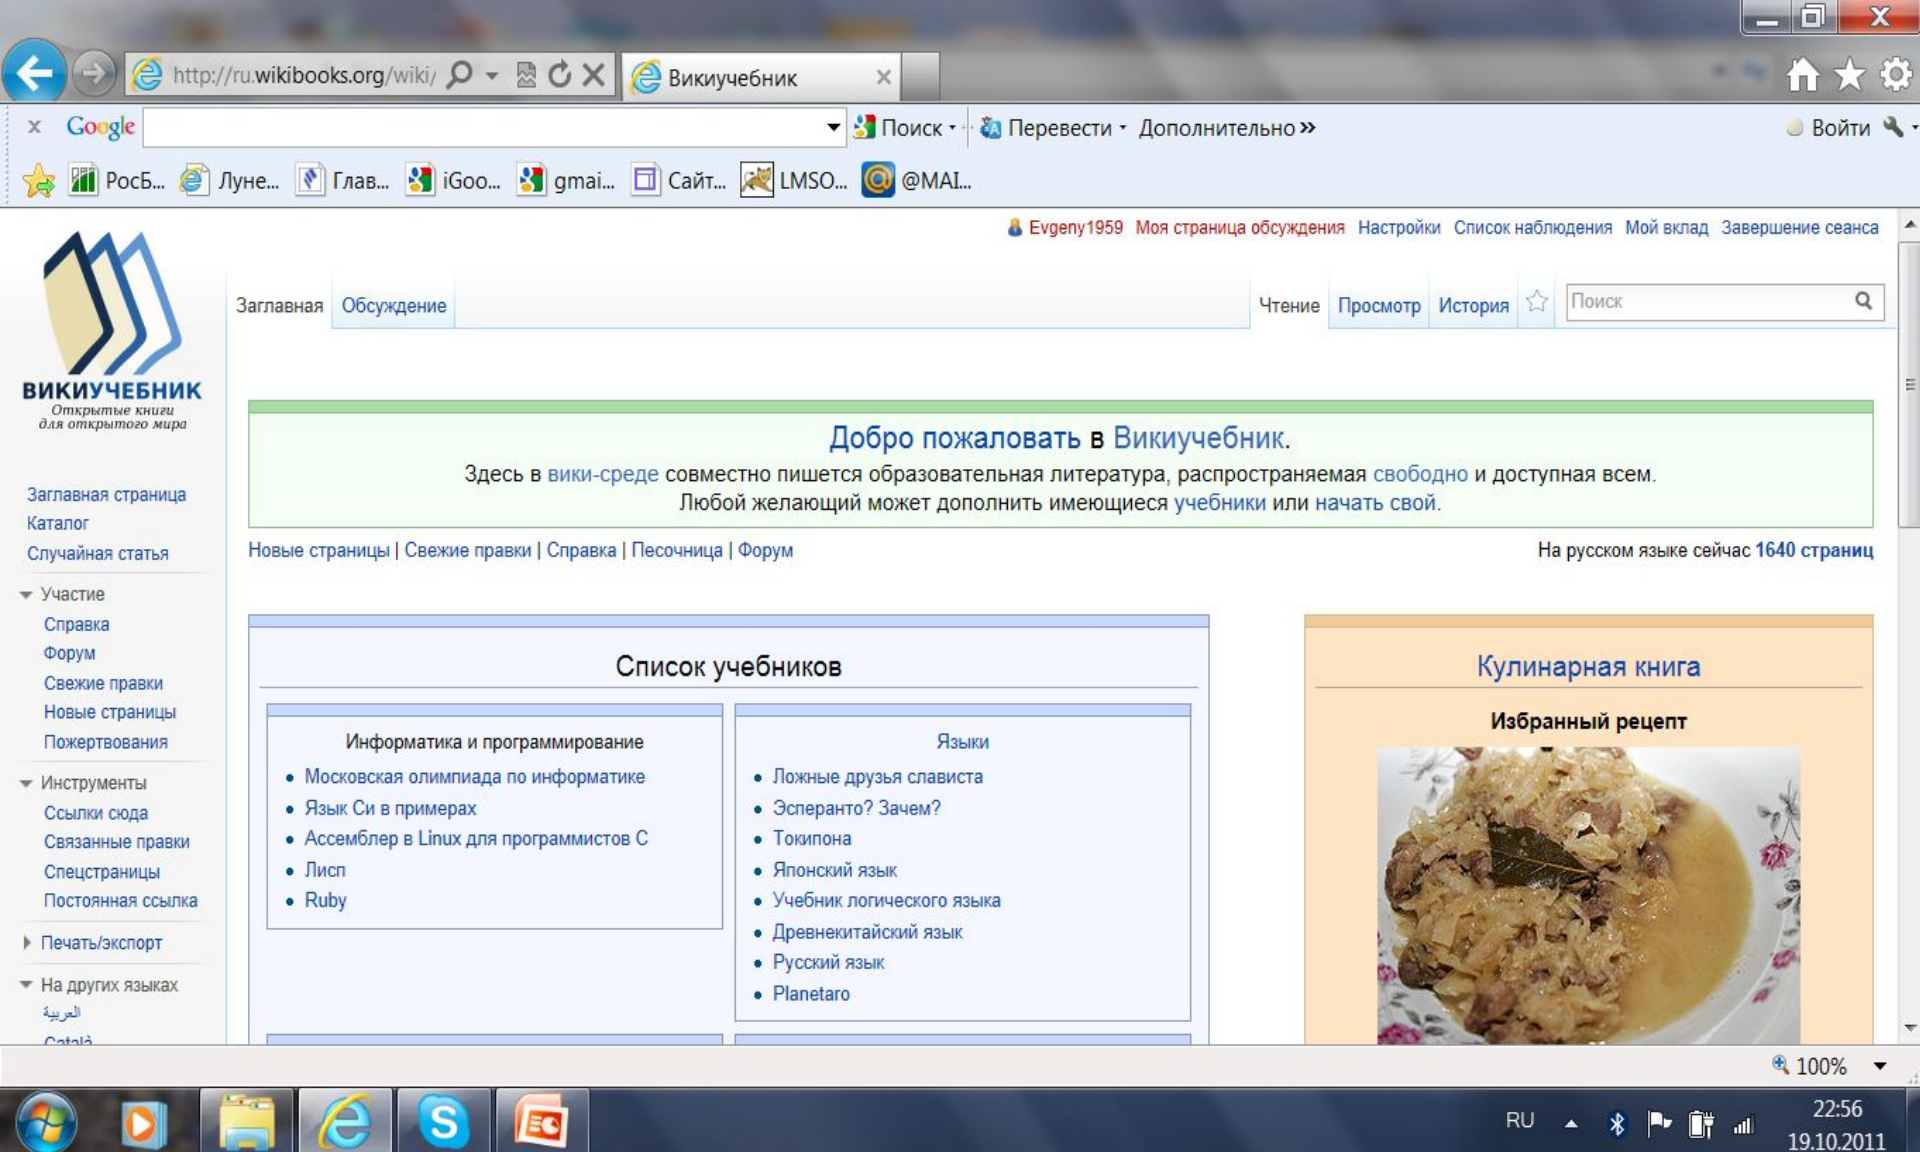 http://ru.wikibooks.org/wiki/
Викиучебник
Google
Поиск
Перевести
Дополнительно »
Войти
РосБ...
Луне...
Глав...
iGoo...
gmai...
Сайт...
LMSO...
@MAI...
Evgeny1959 Моя страница обсуждения Настройки Список наблюдения Мой вклад Завершение сеанса
Заглавная Обсуждение
Чтение Просмотр История Поиск
ВИКИУЧЕБНИК
Открытые книги
для открытого мира
Заглавная страница
Каталог
Случайная статья
Участие
Справка
Форум
Свежие правки
Новые страницы
Пожертвования
Инструменты
Ссылки сюда
Связанные правки
Спецстраницы
Постоянная ссылка
Печать/экспорт
На других языках
العربية
Català
Добро пожаловать в Викиучебник.
Здесь в вики-среде совместно пишется образовательная литература, распространяемая свободно и доступная всем.
Любой желающий может дополнить имеющиеся учебники или начать свой.
Новые страницы | Свежие правки | Справка | Песочница | Форум
На русском языке сейчас 1640 страниц
Список учебников
Информатика и программирование
Московская олимпиада по информатике
Язык Си в примерах
Ассемблер в Linux для программистов C
Лисп
Ruby
Языки
Ложные друзья слависта
Эсперанто? Зачем?
Токипона
Японский язык
Учебник логического языка
Древнекитайский язык
Русский язык
Planetaro
Кулинарная книга
Избранный рецепт
100%
RU
22:56
19.10.2011